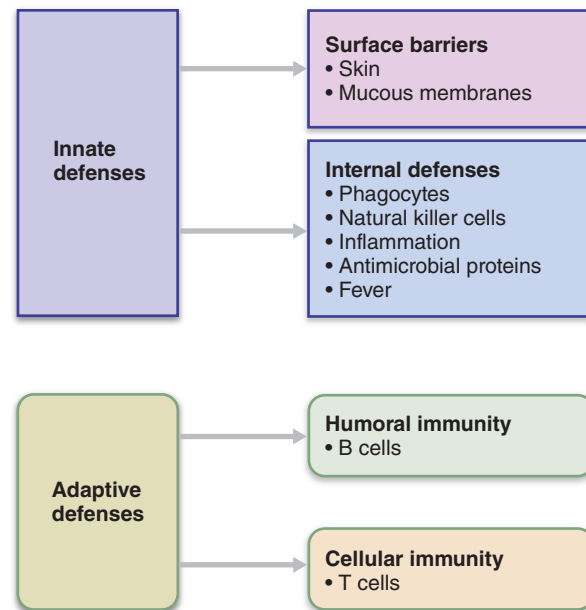 Innate
defenses
Surface barriers
• Skin
• Mucous membranes
Internal defenses
• Phagocytes
• Natural killer cells
• Inflammation
• Antimicrobial proteins
• Fever
Adaptive
defenses
Humoral immunity
• B cells
Cellular immunity
• T cells